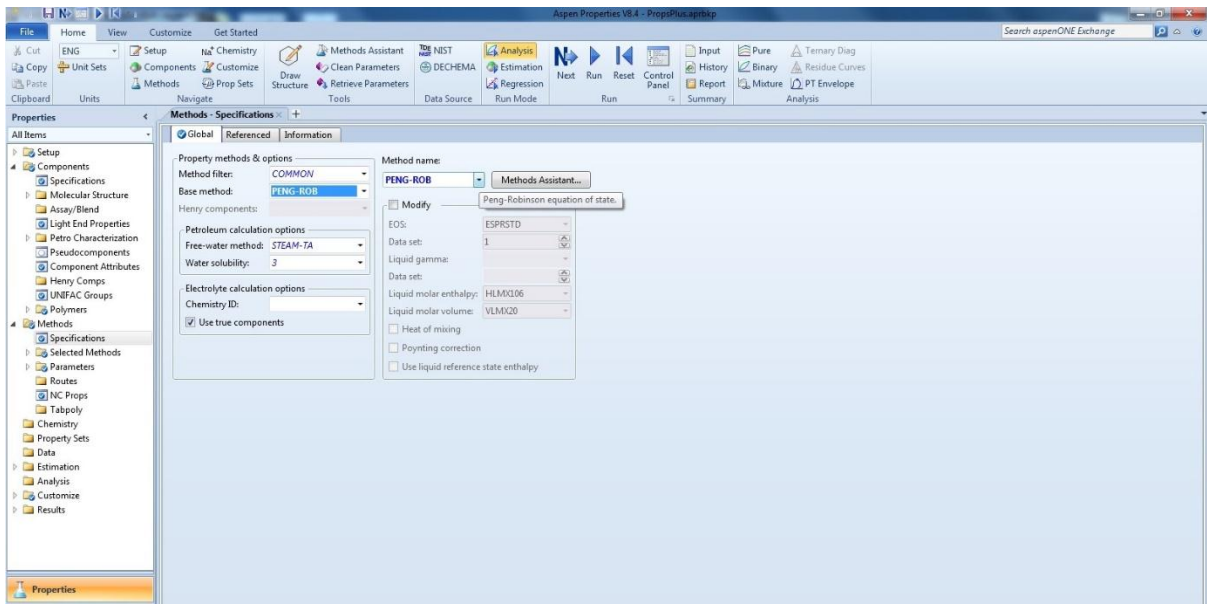 Aspen Properties V8.4 - PropsPlus.aprbkp
File Home View Customize Get Started Search aspenONE Exchange
Cut ENG Setup Na+ Chemistry Methods Assistant NIST Analysis Input Pure Ternary Diag
Copy Unit Sets Components Customize Draw Structure Clean Parameters DECHEMA Estimation Next Run Reset Control Panel History Binary Residue Curves
Paste Methods Prop Sets Retrieve Parameters Regression Report Mixture PT Envelope
Clipboard Units Navigate Tools Data Source Run Mode Run Summary Analysis
Properties
All Items
Setup
Components
Specifications
Molecular Structure
Assay/Blend
Light End Properties
Petro Characterization
Pseudocomponents
Component Attributes
Henry Comps
UNIFAC Groups
Polymers
Methods
Specifications
Selected Methods
Parameters
Routes
NC Props
Tabpoly
Chemistry
Property Sets
Data
Estimation
Analysis
Customize
Results
Properties
Methods - Specifications
Global Referenced Information
Property methods & options
Method filter: COMMON
Base method: PENG-ROB
Henry components:
Petroleum calculation options
Free-water method: STEAM-TA
Water solubility: 3
Electrolyte calculation options
Chemistry ID:
Use true components
Method name:
PENG-ROB Methods Assistant...
Peng-Robinson equation of state.
Modify
EOS: ESPRSTD
Data set: 1
Liquid gamma:
Data set:
Liquid molar enthalpy: HLMX106
Liquid molar volume: VLMX20
Heat of mixing
Poynting correction
Use liquid reference state enthalpy